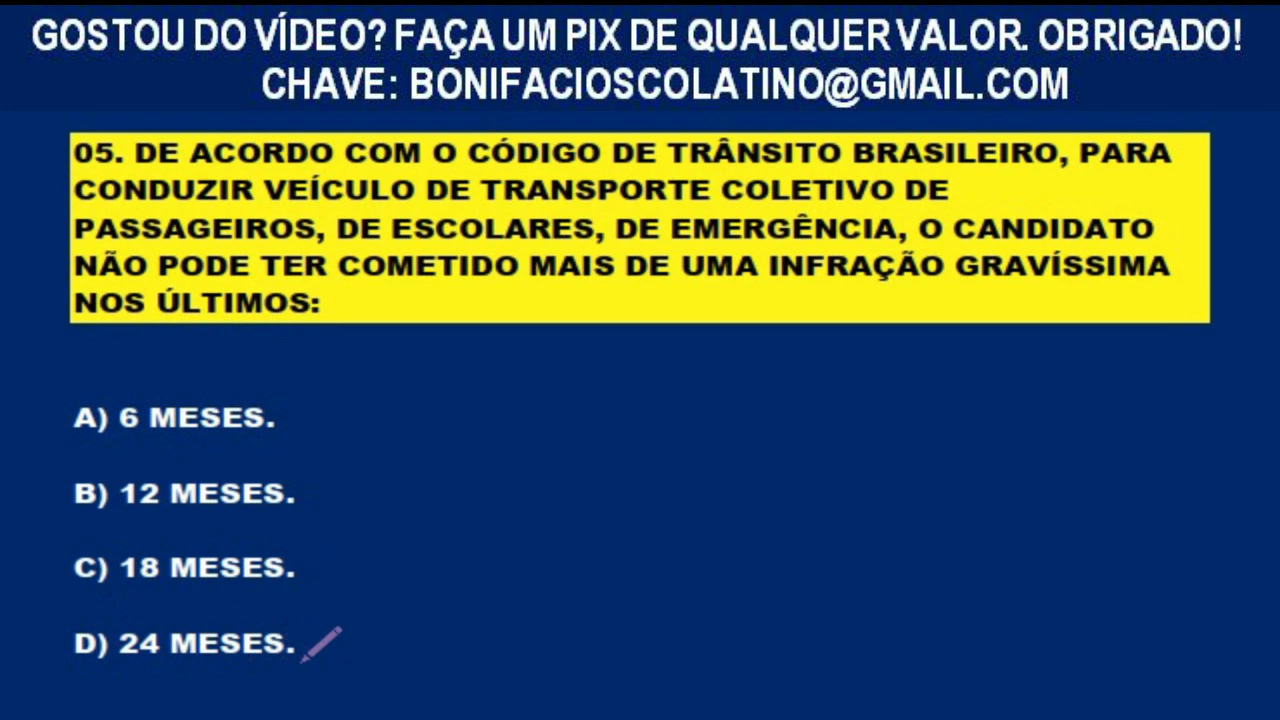 GOSTOU DO VÍDEO? FAÇA UM PIX DE QUALQUER VALOR. OBRIGADO!
CHAVE: BONIFACIOSCOLATINO@GMAIL.COM
05. DE ACORDO COM O CÓDIGO DE TRÂNSITO BRASILEIRO, PARA
CONDUZIR VEÍCULO DE TRANSPORTE COLETIVO DE
PASSAGEIROS, DE ESCOLARES, DE EMERGÊNCIA, O CANDIDATO
NÃO PODE TER COMETIDO MAIS DE UMA INFRAÇÃO GRAVÍSSIMA
NOS ÚLTIMOS:
A) 6 MESES.
B) 12 MESES.
C) 18 MESES.
D) 24 MESES.